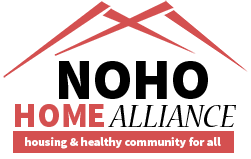 NOHO
HOME ALLIANCE
housing & healthy community for all